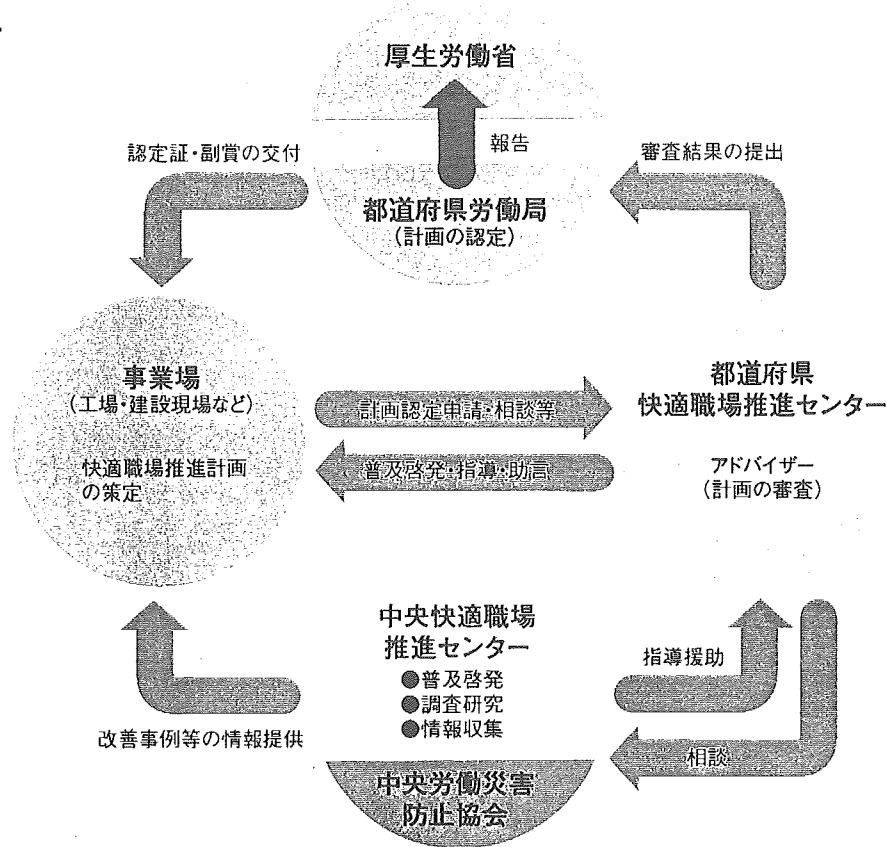 厚生労働省
報告
認定証・副賞の交付
審査結果の提出
都道府県労働局
（計画の認定）
事業場
（工場・建設現場など）
快適職場推進計画
の策定
計画認定申請・相談等
普及啓発・指導・助言
都道府県
快適職場推進センター
アドバイザー
（計画の審査）
中央快適職場
推進センター
●普及啓発
●調査研究
●情報収集
指導援助
改善事例等の情報提供
相談
中央労働災害
防止協会